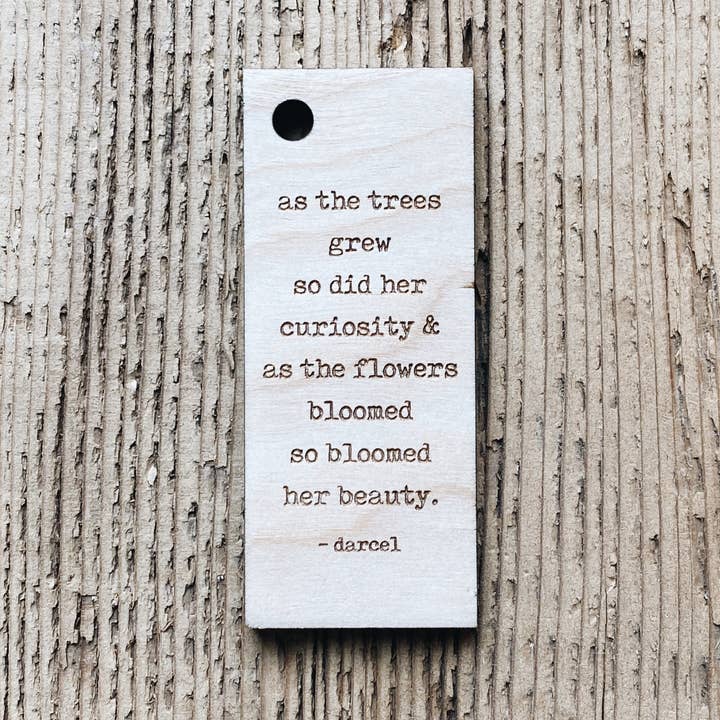 as the trees
grew
so did her
curiosity &
as the flowers
bloomed
so bloomed
her beauty.
- darcel